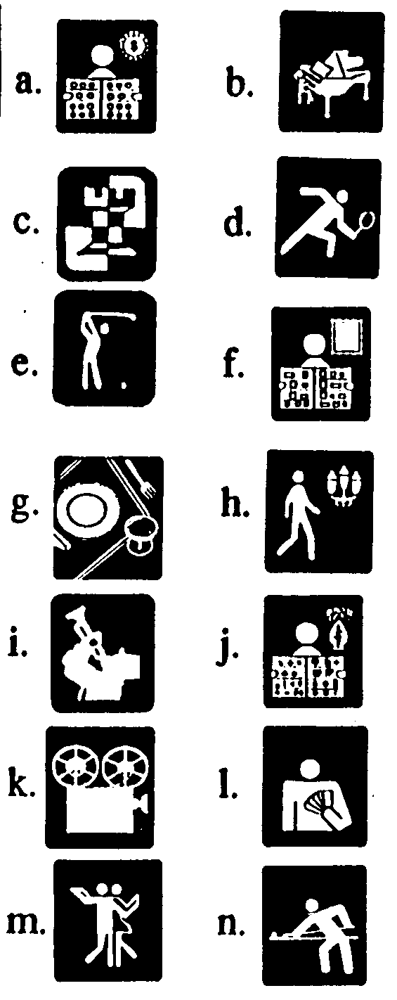 a. b.
c. d.
e. f.
g. h.
i. j.
k. l.
m. n.